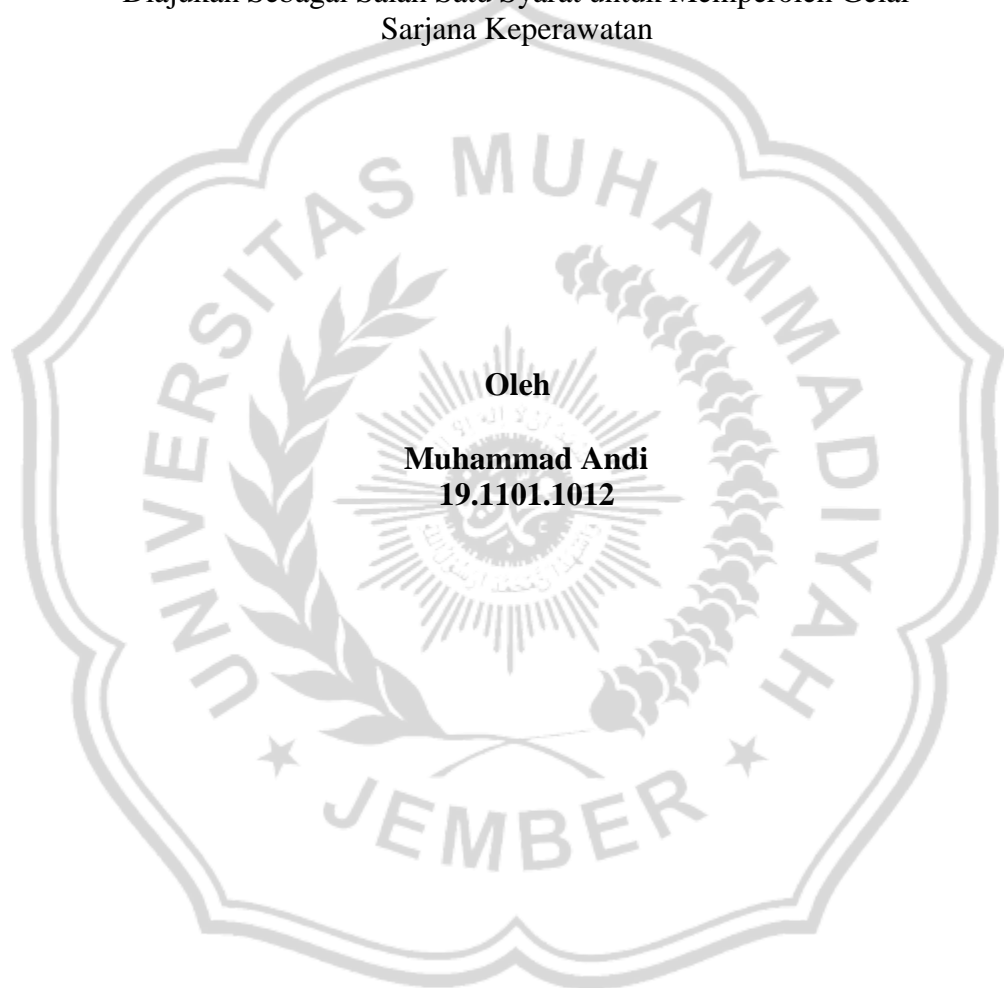 Diajukan Sebagai Salah Satu Syarat untuk Memperoleh Gelar
Sarjana Keperawatan
Oleh
Muhammad Andi
19.1101.1012
UNIVERSITAS MUHAMMADIYAH
JEMBER